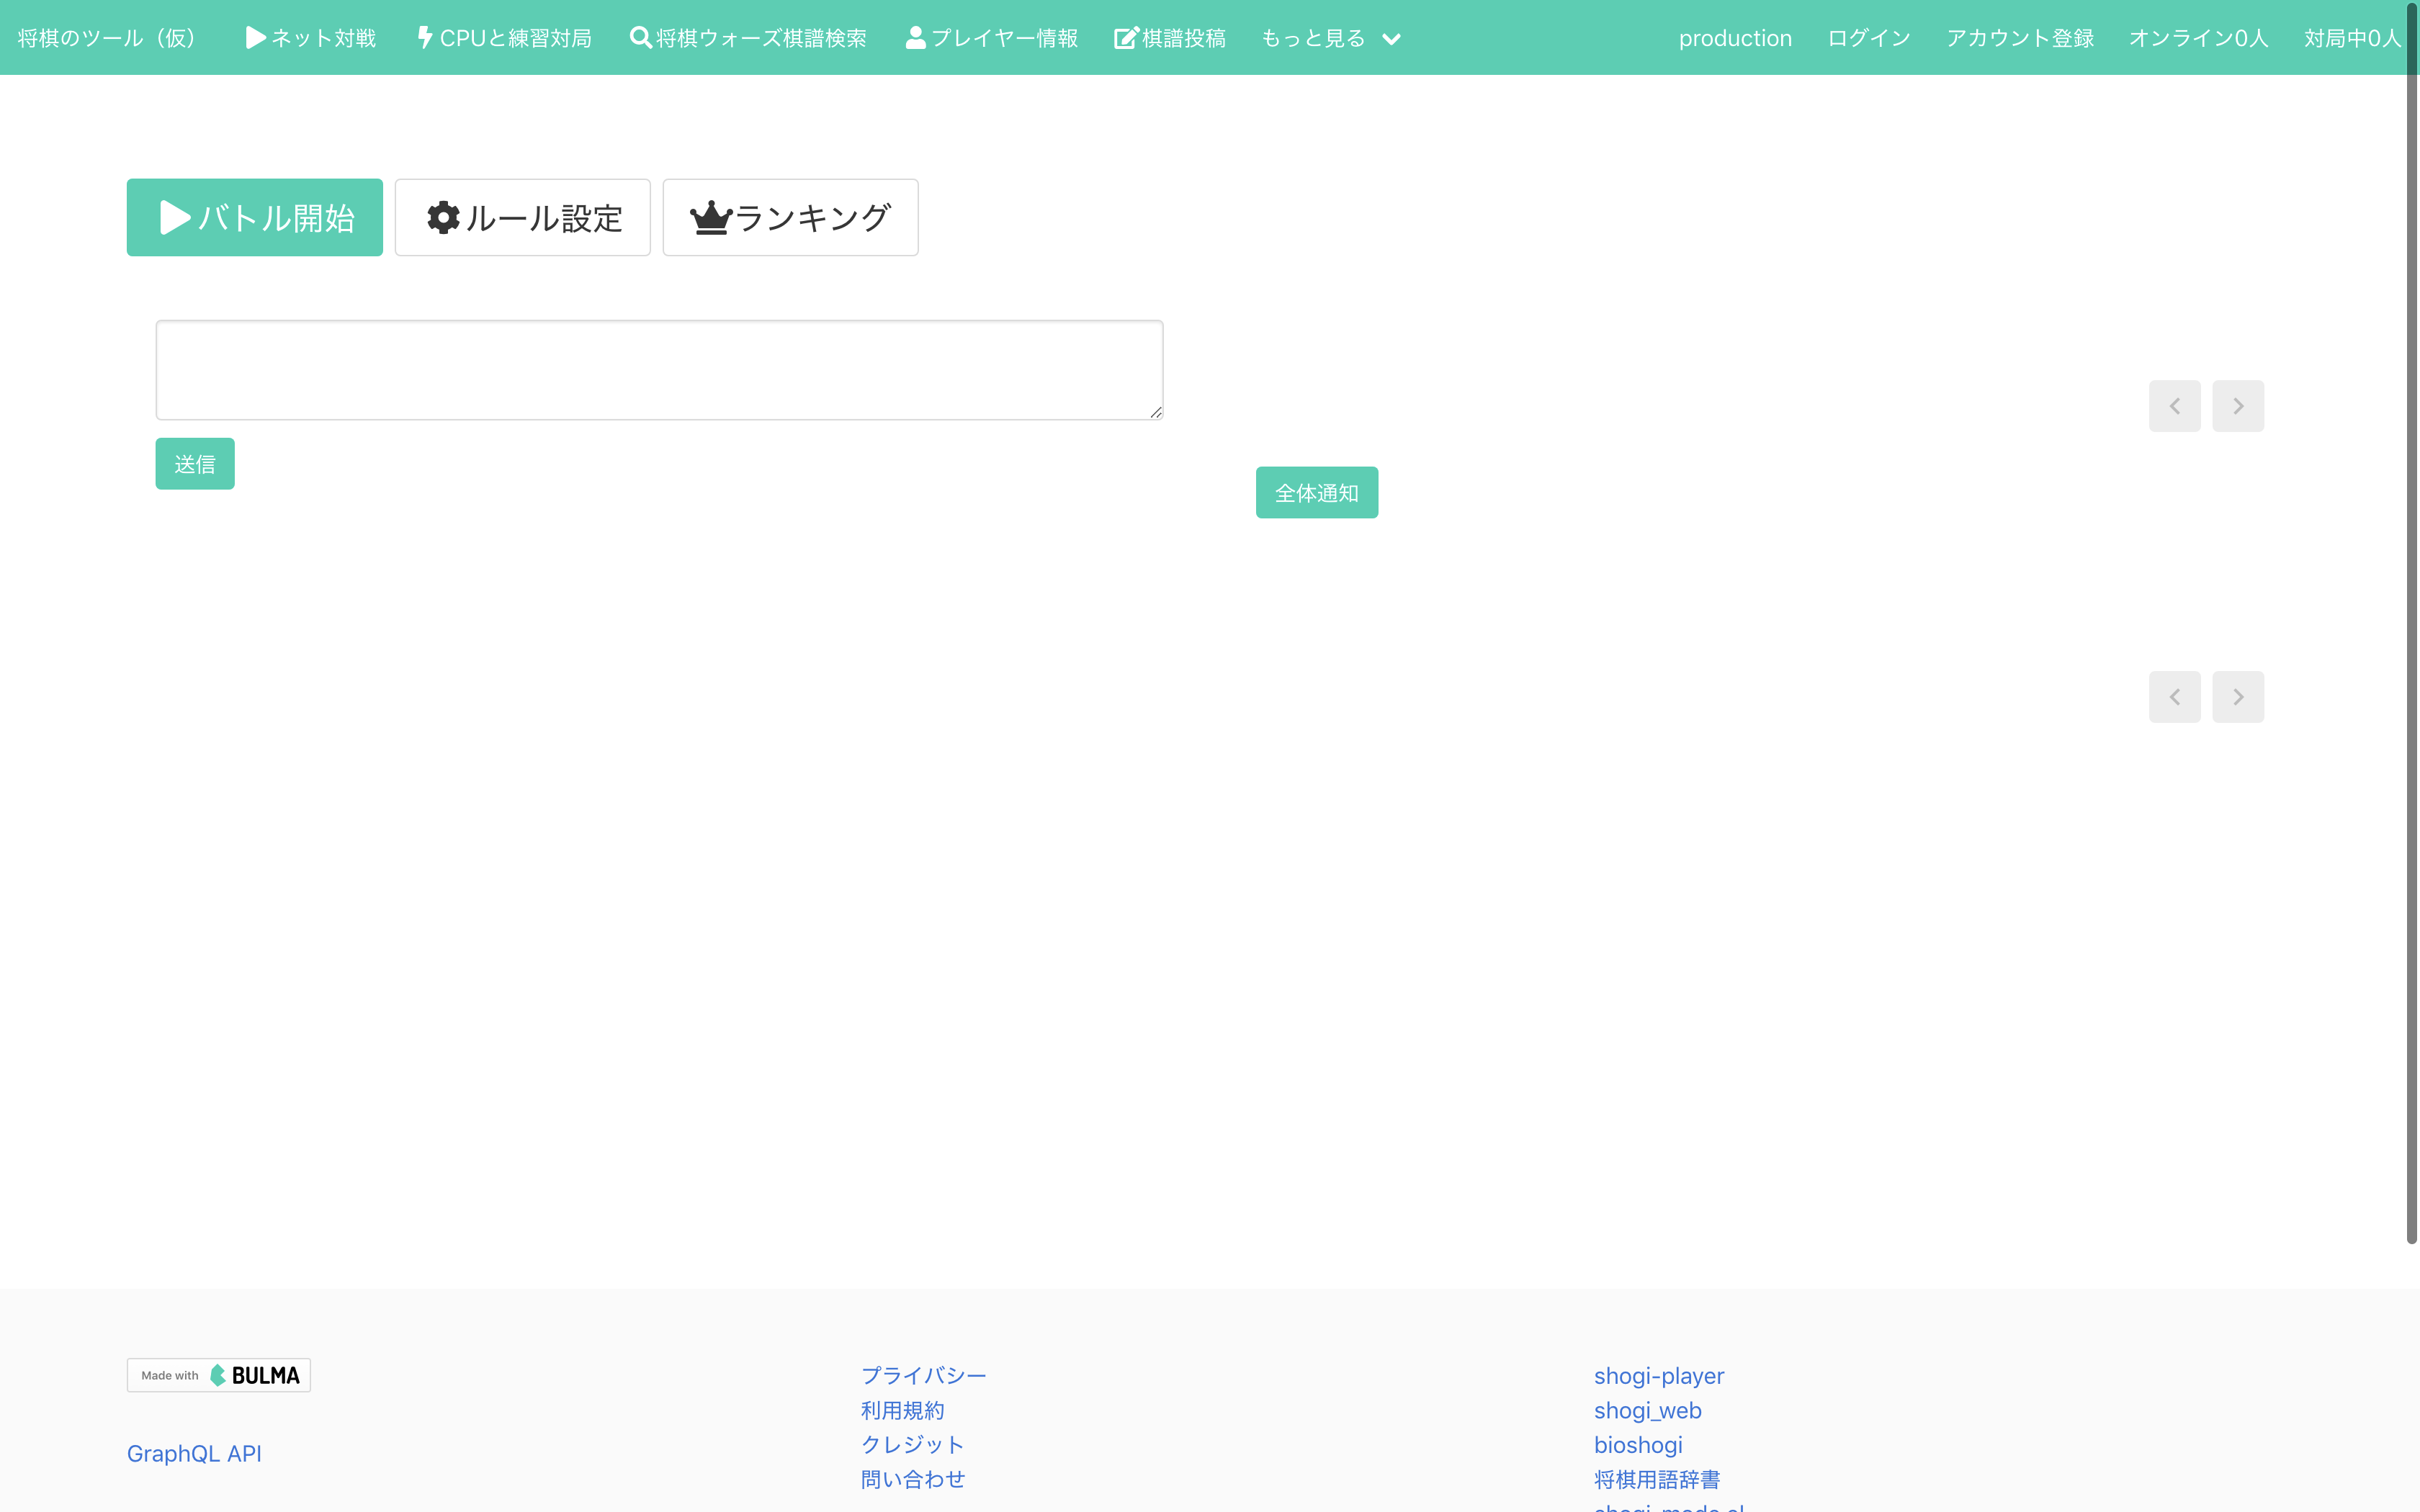 将棋のツール（仮） ネット対戦 CPUと練習対局 将棋ウォーズ棋譜検索 プレイヤー情報 棋譜投稿 もっと見る production ログイン アカウント登録 オンライン0人 対局中0人
バトル開始 ルール設定 ランキング
送信
全体通知
Made with BULMA
GraphQL API
プライバシー
利用規約
クレジット
問い合わせ
shogi-player
shogi_web
bioshogi
将棋用語辞書